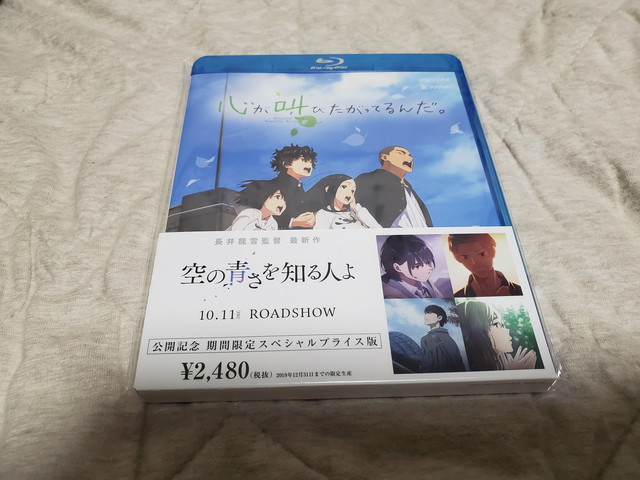 Blu-ray Disc
心が叫びたがってるんだ。
長井龍雪監督 最新作
空の青さを知る人よ
10.11 ROADSHOW
公開記念 期間限定スペシャルプライス版
¥2,480(税抜) 2019年12月31日までの限定生産